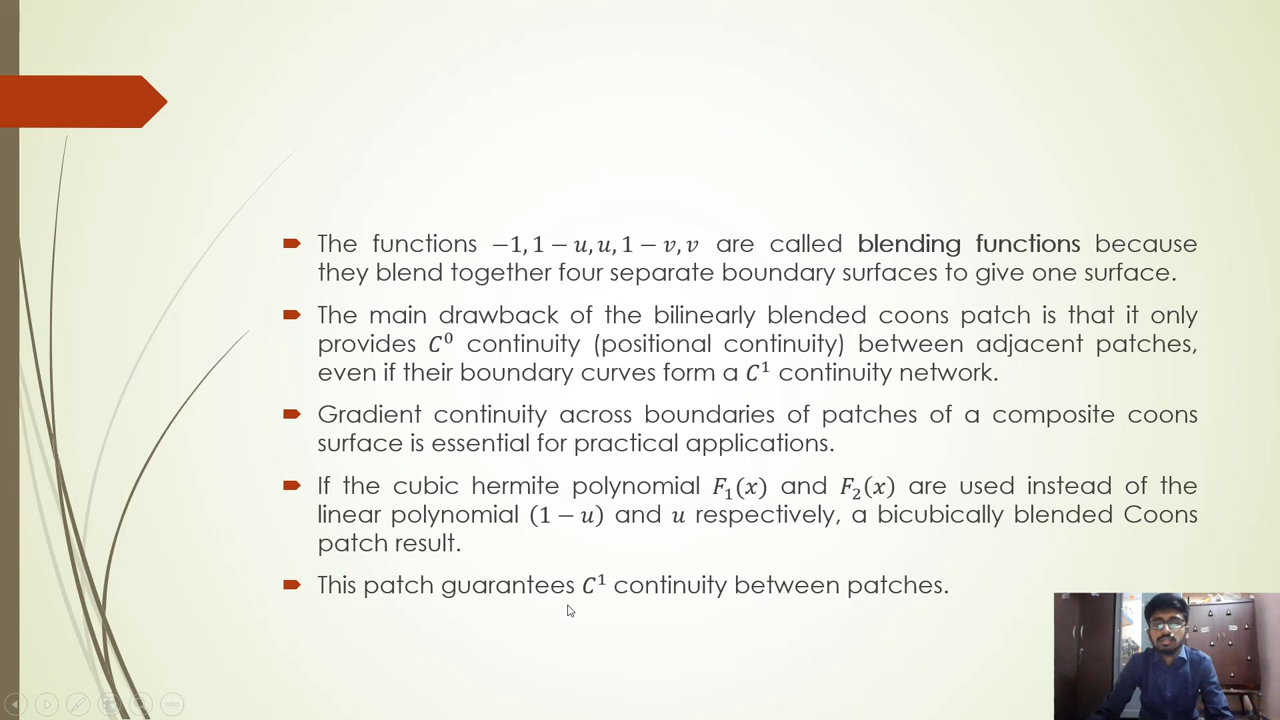 The functions −1, 1 − u, u, 1 − v, v are called blending functions because
they blend together four separate boundary surfaces to give one surface.
The main drawback of the bilinearly blended coons patch is that it only
provides C⁰ continuity (positional continuity) between adjacent patches,
even if their boundary curves form a C¹ continuity network.
Gradient continuity across boundaries of patches of a composite coons
surface is essential for practical applications.
If the cubic hermite polynomial F₁(x) and F₂(x) are used instead of the
linear polynomial (1 − u) and u respectively, a bicubically blended Coons
patch result.
This patch guarantees C¹ continuity between patches.